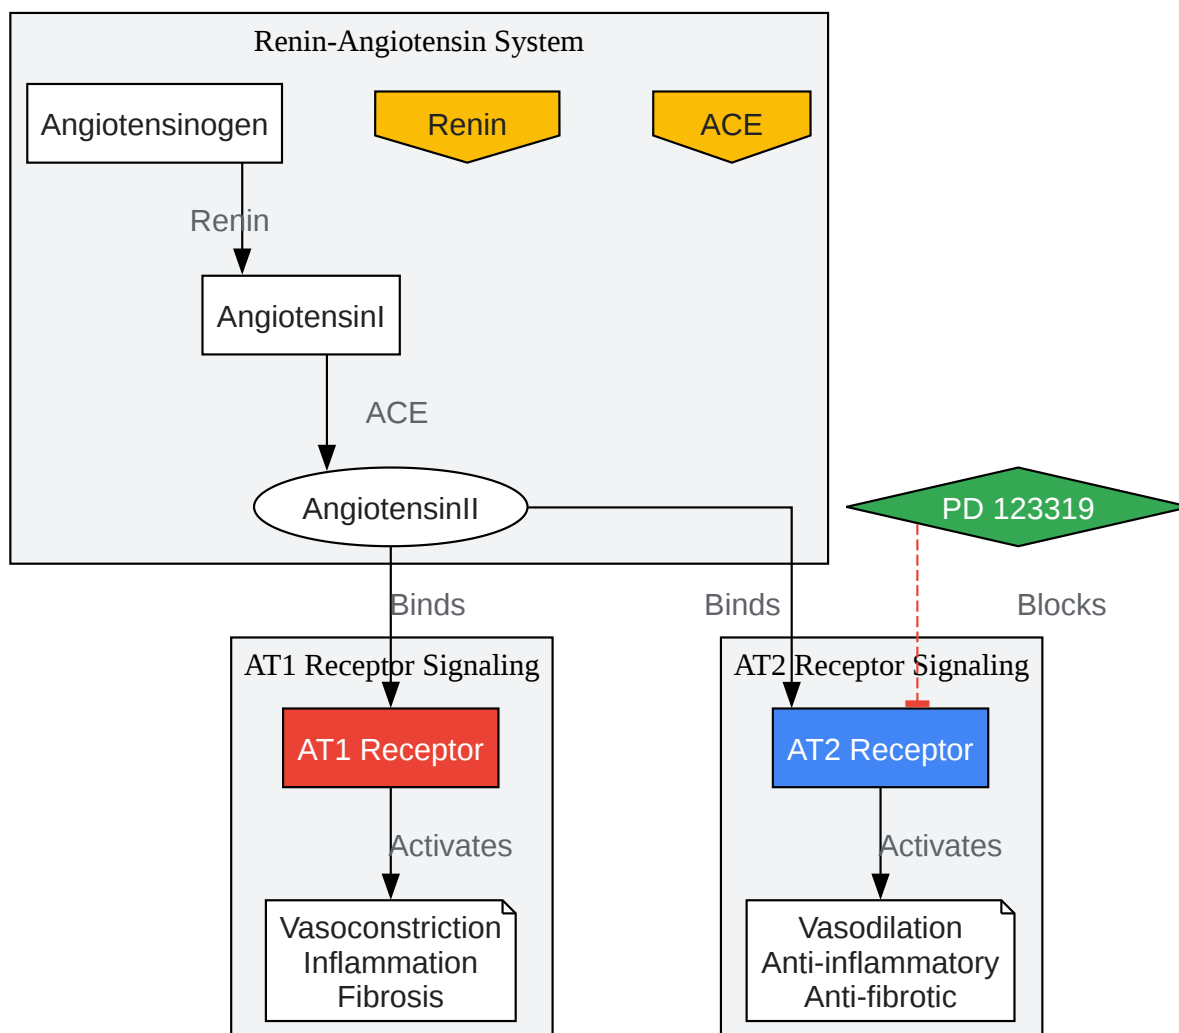 Renin-Angiotensin System
Angiotensinogen
Renin
ACE
Renin
AngiotensinI
ACE
AngiotensinII
PD 123319
Binds
Binds
Blocks
AT1 Receptor Signaling
AT2 Receptor Signaling
AT1 Receptor
AT2 Receptor
Activates
Activates
Vasoconstriction
Inflammation
Fibrosis
Vasodilation
Anti-inflammatory
Anti-fibrotic